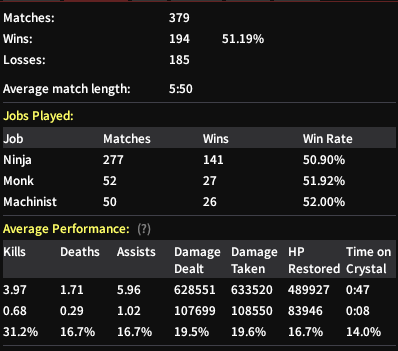 Matches: 379
Wins: 194 51.19%
Losses: 185
Average match length: 5:50
Jobs Played:
Job Matches Wins Win Rate
Ninja 277 141 50.90%
Monk 52 27 51.92%
Machinist 50 26 52.00%
Average Performance: (?)
Kills Deaths Assists Damage Dealt Damage Taken HP Restored Time on Crystal
3.97 1.71 5.96 628551 633520 489927 0:47
0.68 0.29 1.02 107699 108550 83946 0:08
31.2% 16.7% 16.7% 19.5% 19.6% 16.7% 14.0%